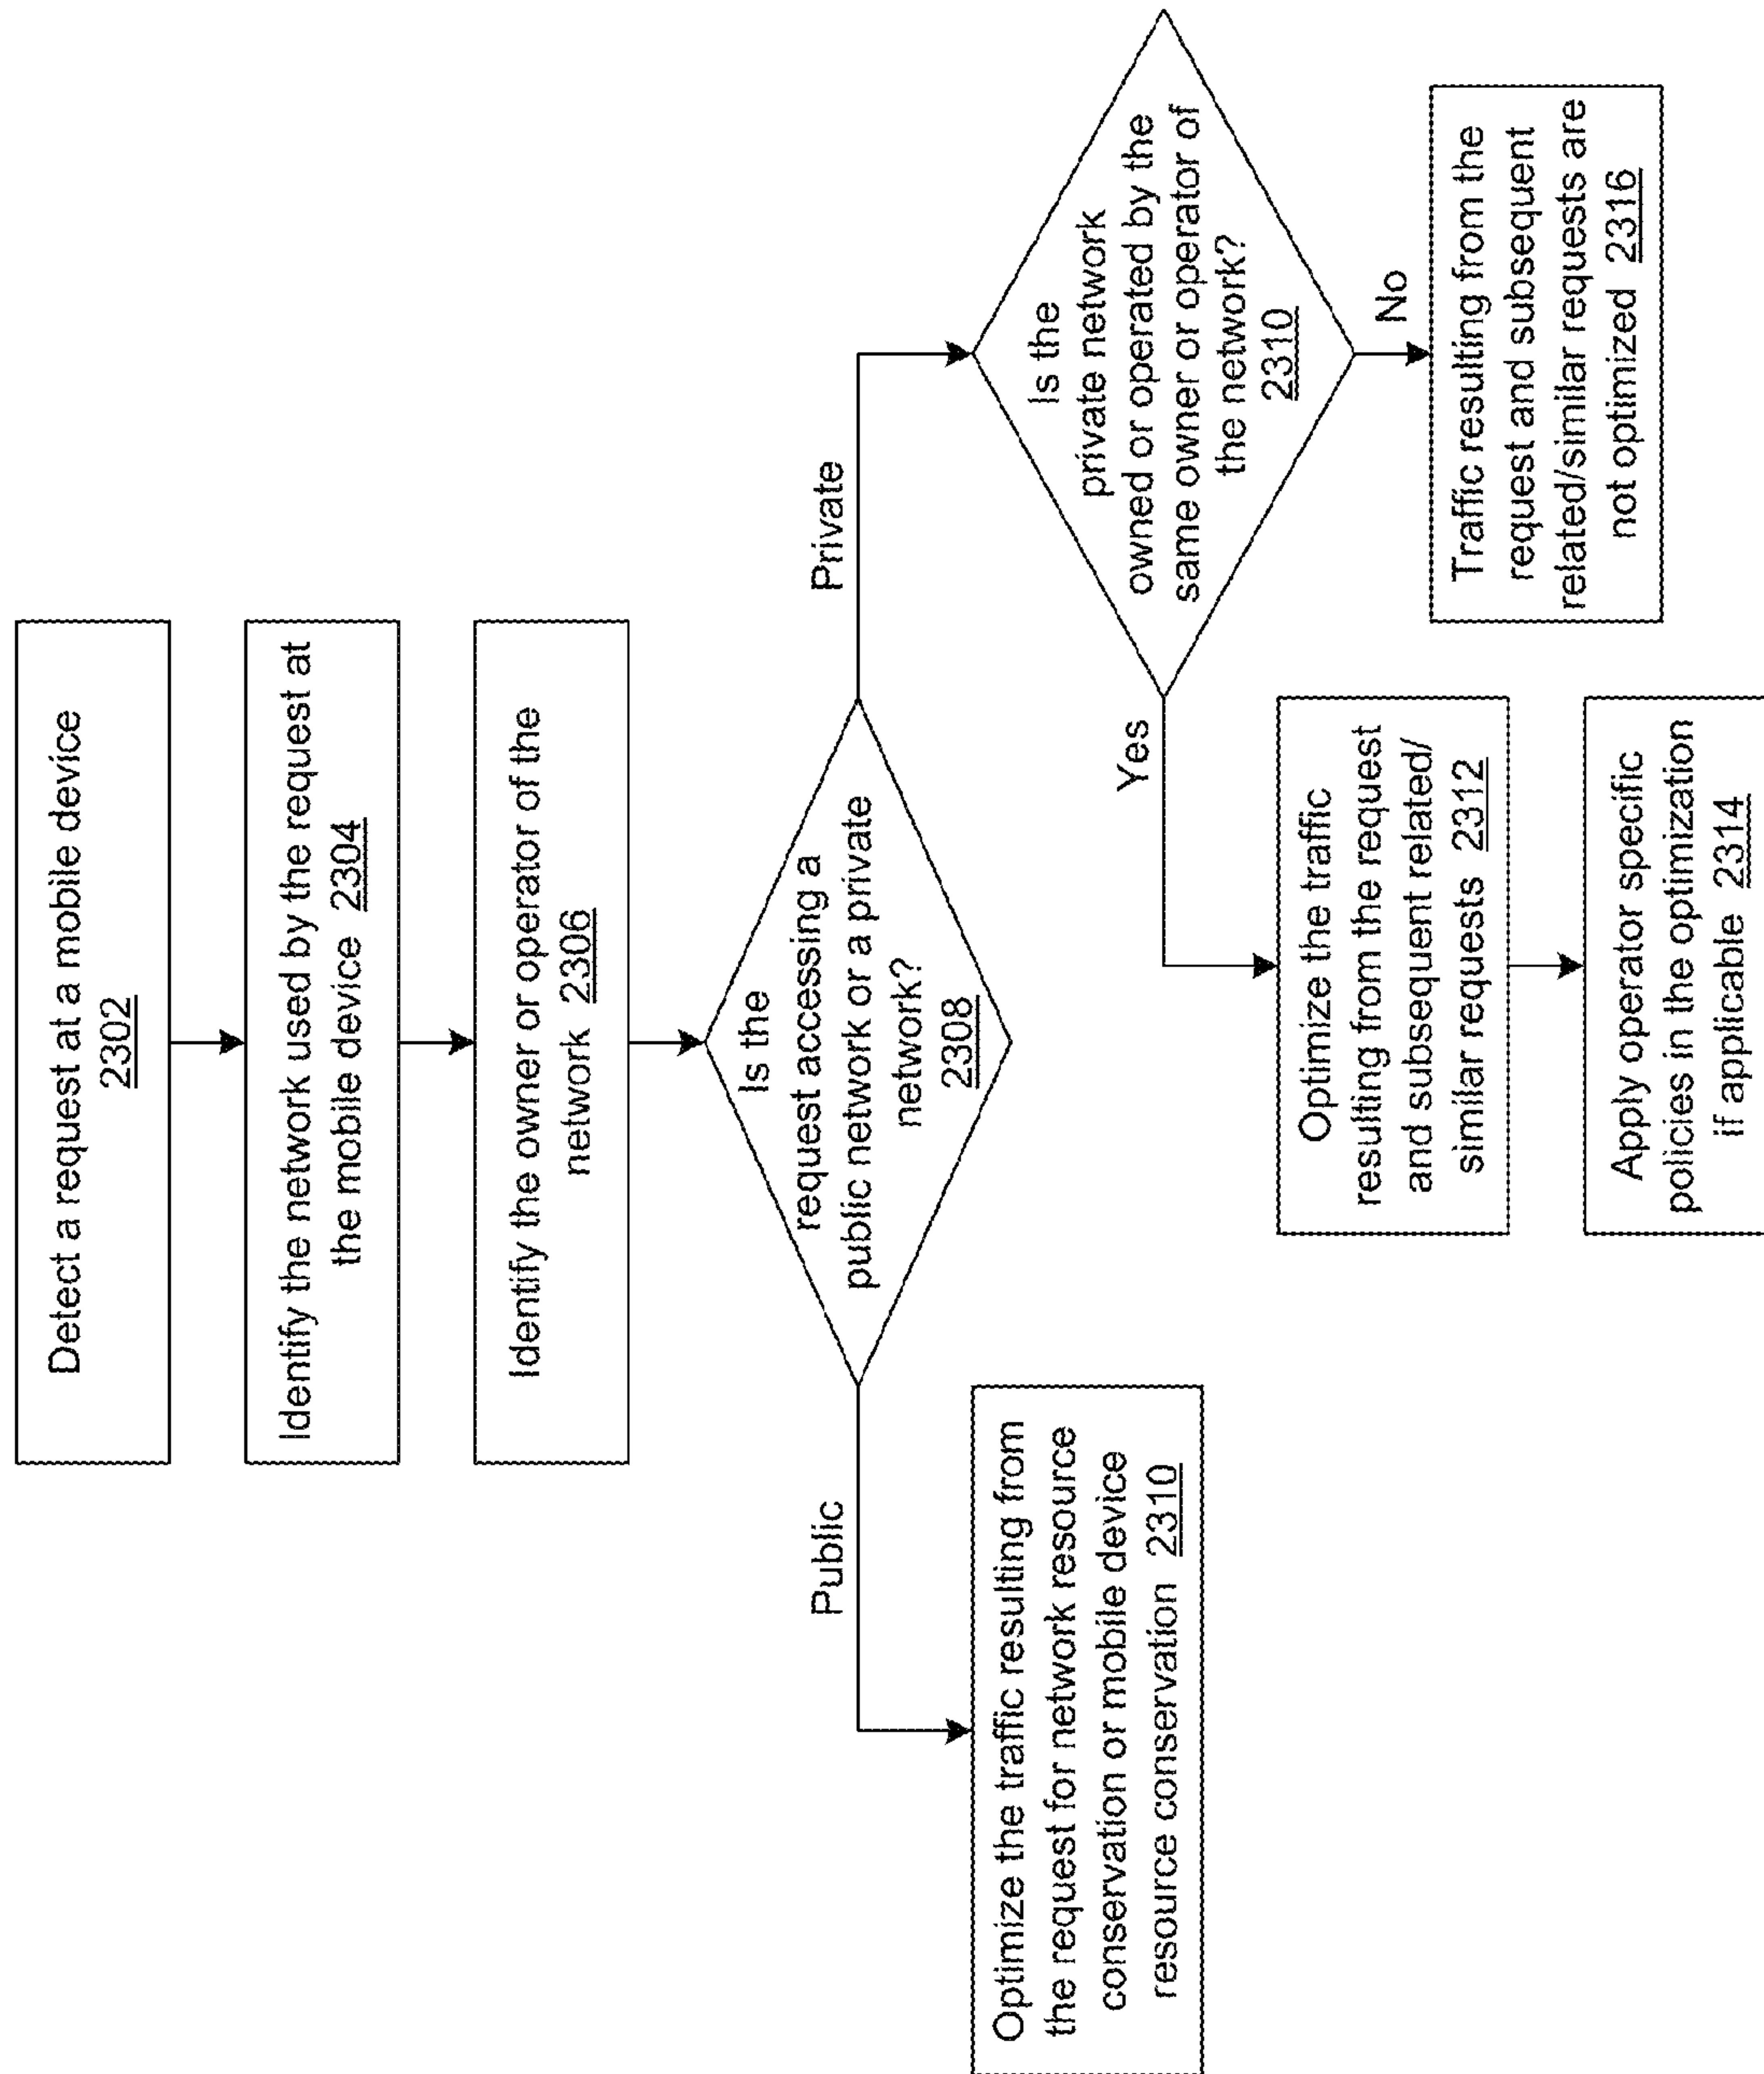 Detect a request at a mobile device
2302
Identify the network used by the request at
the mobile device 2304
Identify the owner or operator of the
network 2306
Is the
request accessing a
public network or a private
network?
2308
Public
Private
Optimize the traffic resulting from
the request for network resource
conservation or mobile device
resource conservation 2310
Is the
private network
owned or operated by the
same owner or operator of
the network?
2310
Yes
No
Optimize the traffic
resulting from the request
and subsequent related/
similar requests 2312
Apply operator specific
policies in the optimization
if applicable 2314
Traffic resulting from the
request and subsequent
related/similar requests are
not optimized 2316